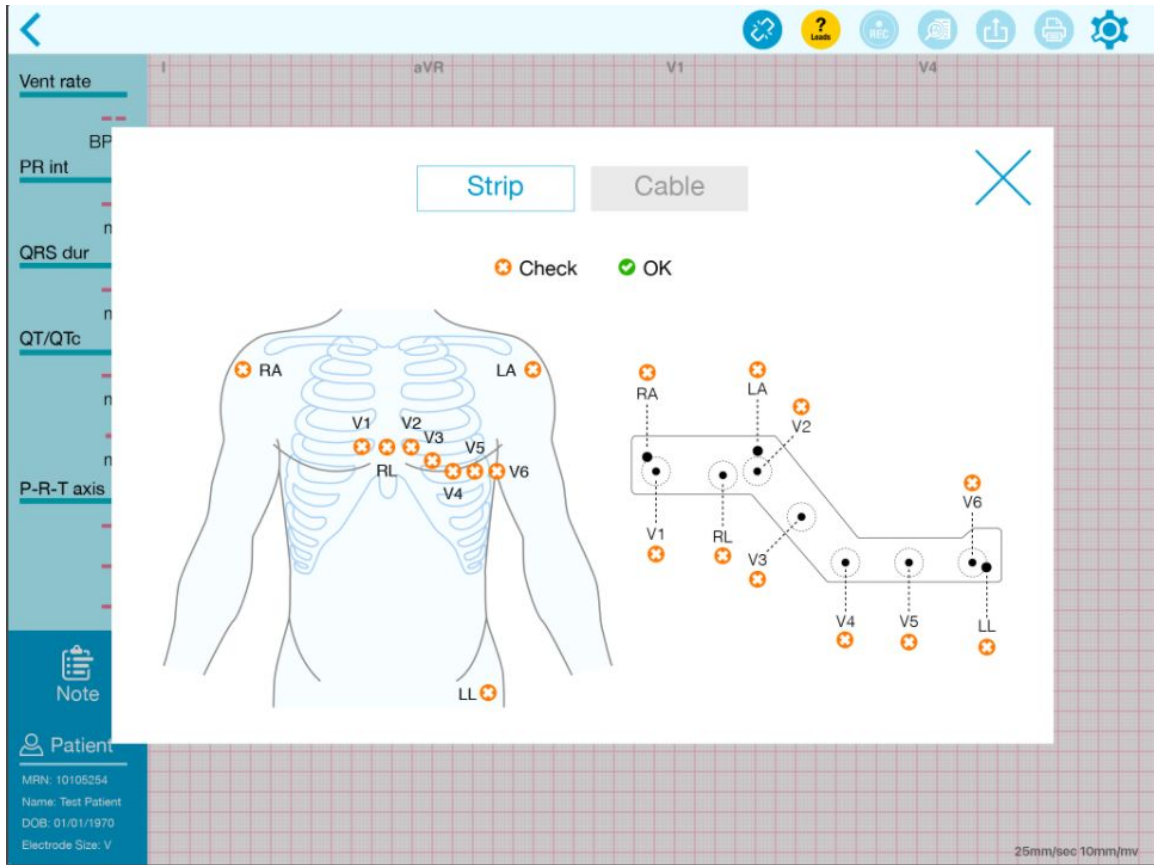 ? Leads
REC
Vent rate
I aVR V1 V4
BP
PR int
QRS dur
QT/QTc
P-R-T axis
Strip Cable
Check OK
RA LA
V1 V2
V3 V5
RL V6
V4
LL
RA LA
V2
V6
V1 RL
V3
V4 V5 LL
Note
Patient
MRN: 10105254
Name: Test Patient
DOB: 01/01/1970
Electrode Size: V
25mm/sec 10mm/mv